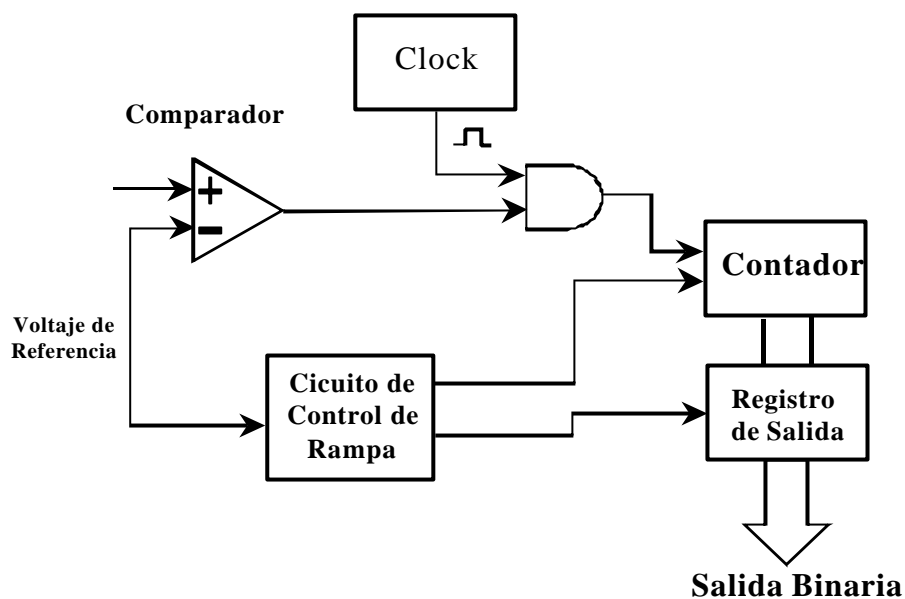 Clock
Comparador
+
-
Contador
Voltaje de
Referencia
Cicuito de
Control de
Rampa
Registro
de Salida
Salida Binaria